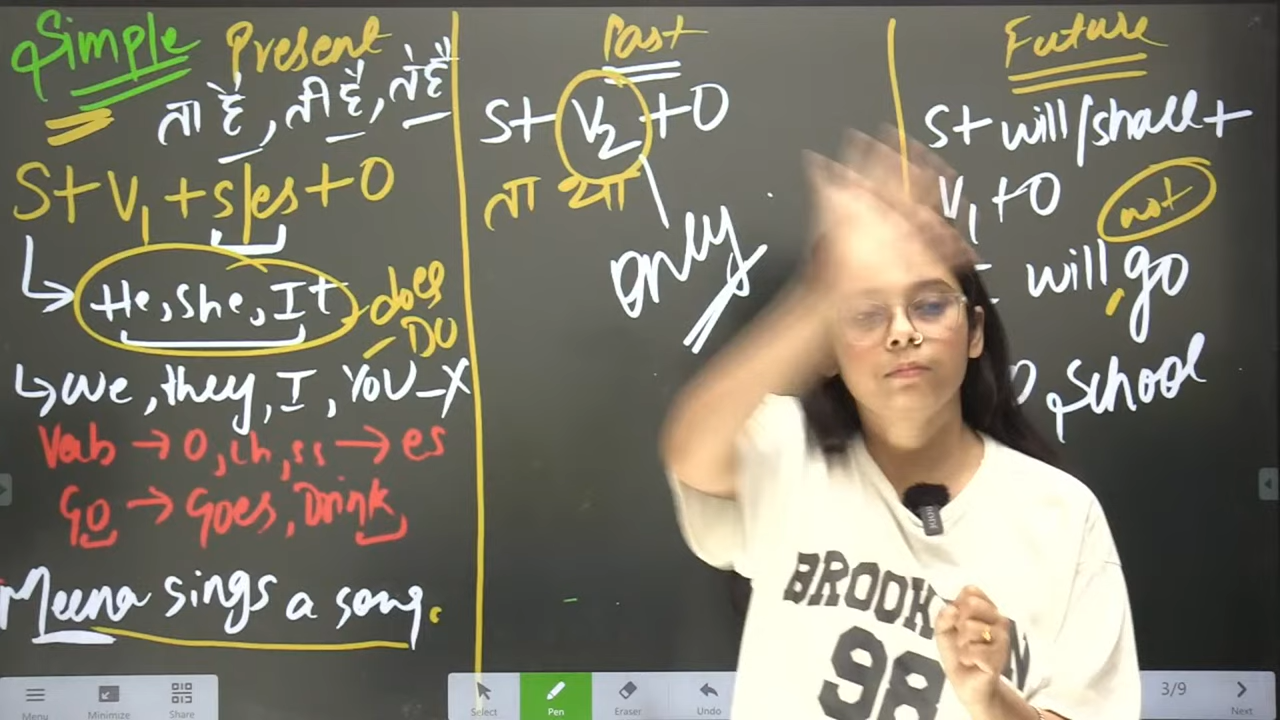 Simple Present
ता है, ती है, ते हैं
S+V1+s/es+O
He, She, It
does
DO
we, they, I, YOU-X
Verb → O, ch, ss → es
Go → Goes, Drink
Meena sings a song.
Past
S+V2+O
ता था
only
Future
S+will/shall+
V1+O
not
will go
School
BROOK
98
Menu
Minimize
Share
Select
Pen
Eraser
Undo
3/9
Next